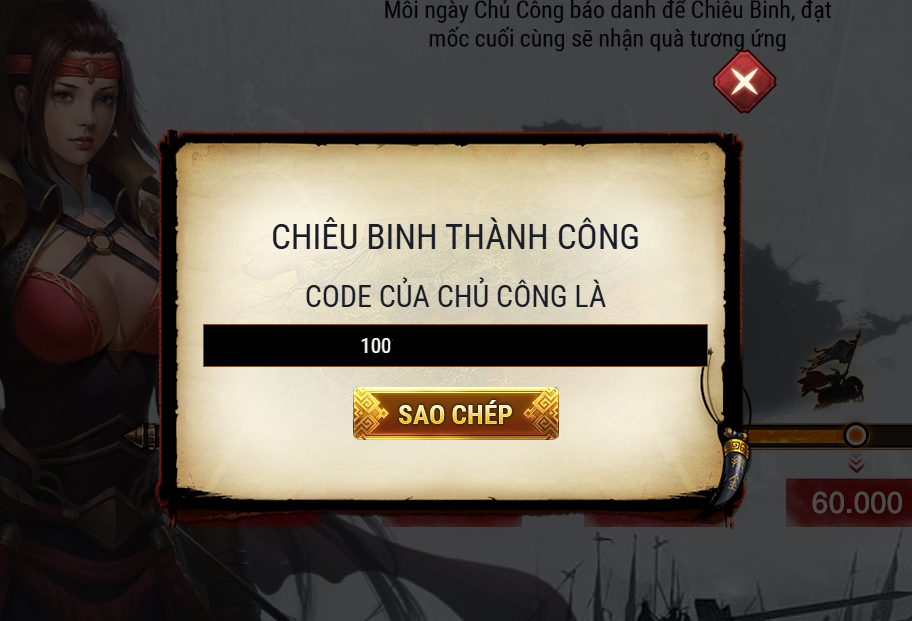 Mỗi ngày Chủ Công báo danh để Chiêu Binh, đạt
mốc cuối cùng sẽ nhận quà tương ứng
CHIÊU BINH THÀNH CÔNG
CODE CỦA CHỦ CÔNG LÀ
100
SAO CHÉP
60.000